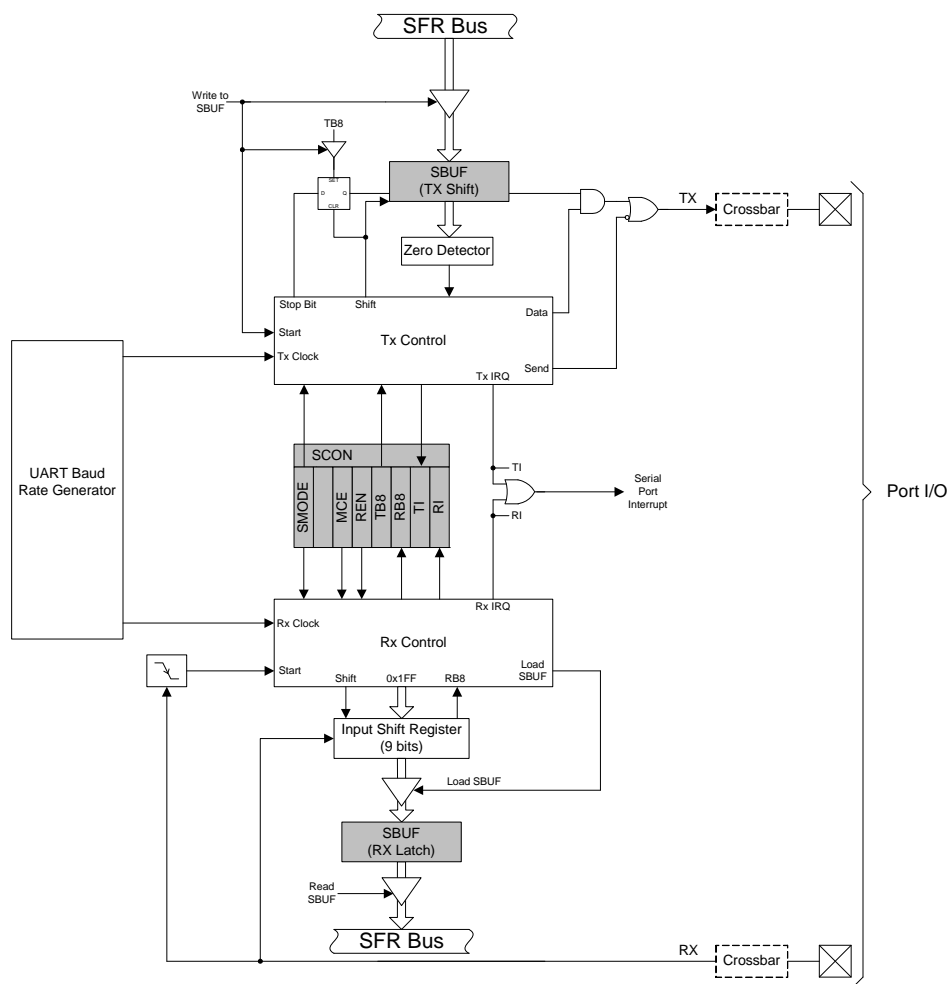 SFR Bus
Write to
SBUF
TB8
SET
D
Q
CLR
SBUF
(TX Shift)
TX
Crossbar
Zero Detector
Stop Bit
Shift
Start
Tx Clock
Tx Control
Data
Send
Tx IRQ
UART Baud
Rate Generator
SCON
SMODE
MCE
REN
TB8
RB8
TI
RI
TI
RI
Serial
Port
Interrupt
Port I/O
Rx IRQ
Rx Clock
Rx Control
Start
Load
SBUF
Shift
0x1FF
RB8
Input Shift Register
(9 bits)
Load SBUF
SBUF
(RX Latch)
Read
SBUF
SFR Bus
RX
Crossbar